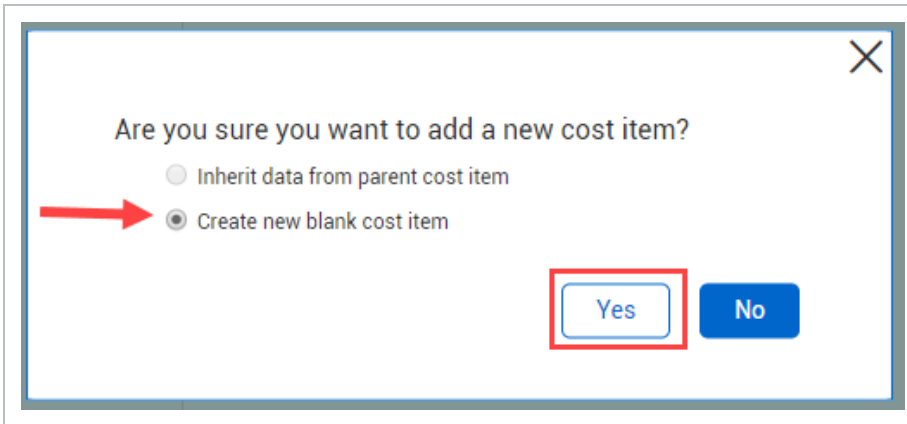 Are you sure you want to add a new cost item?
Inherit data from parent cost item
Create new blank cost item
Yes No